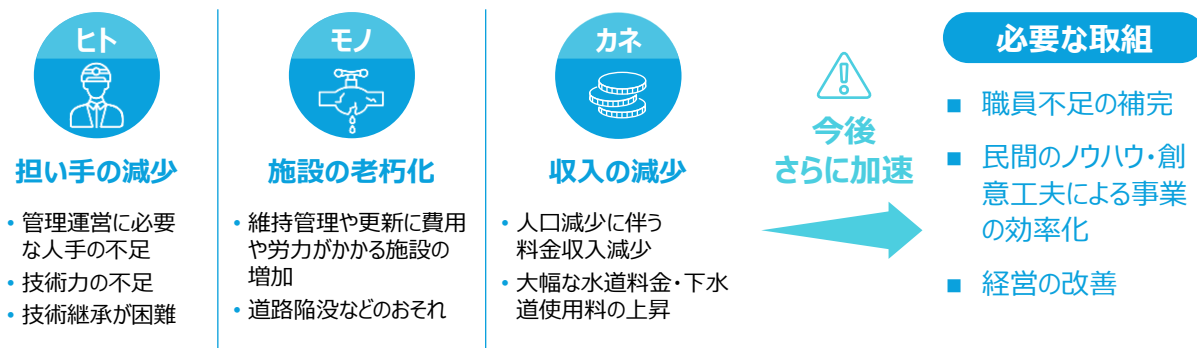 ヒト
担い手の減少
・管理運営に必要
な人手の不足
・技術力の不足
・技術継承が困難
モノ
施設の老朽化
・維持管理や更新に費用
や労力がかかる施設の
増加
・道路陥没などのおそれ
カネ
収入の減少
・人口減少に伴う
料金収入減少
・大幅な水道料金・下水
道使用料の上昇
今後
さらに加速
必要な取組
■ 職員不足の補完
■ 民間のノウハウ・創
意工夫による事業
の効率化
■ 経営の改善